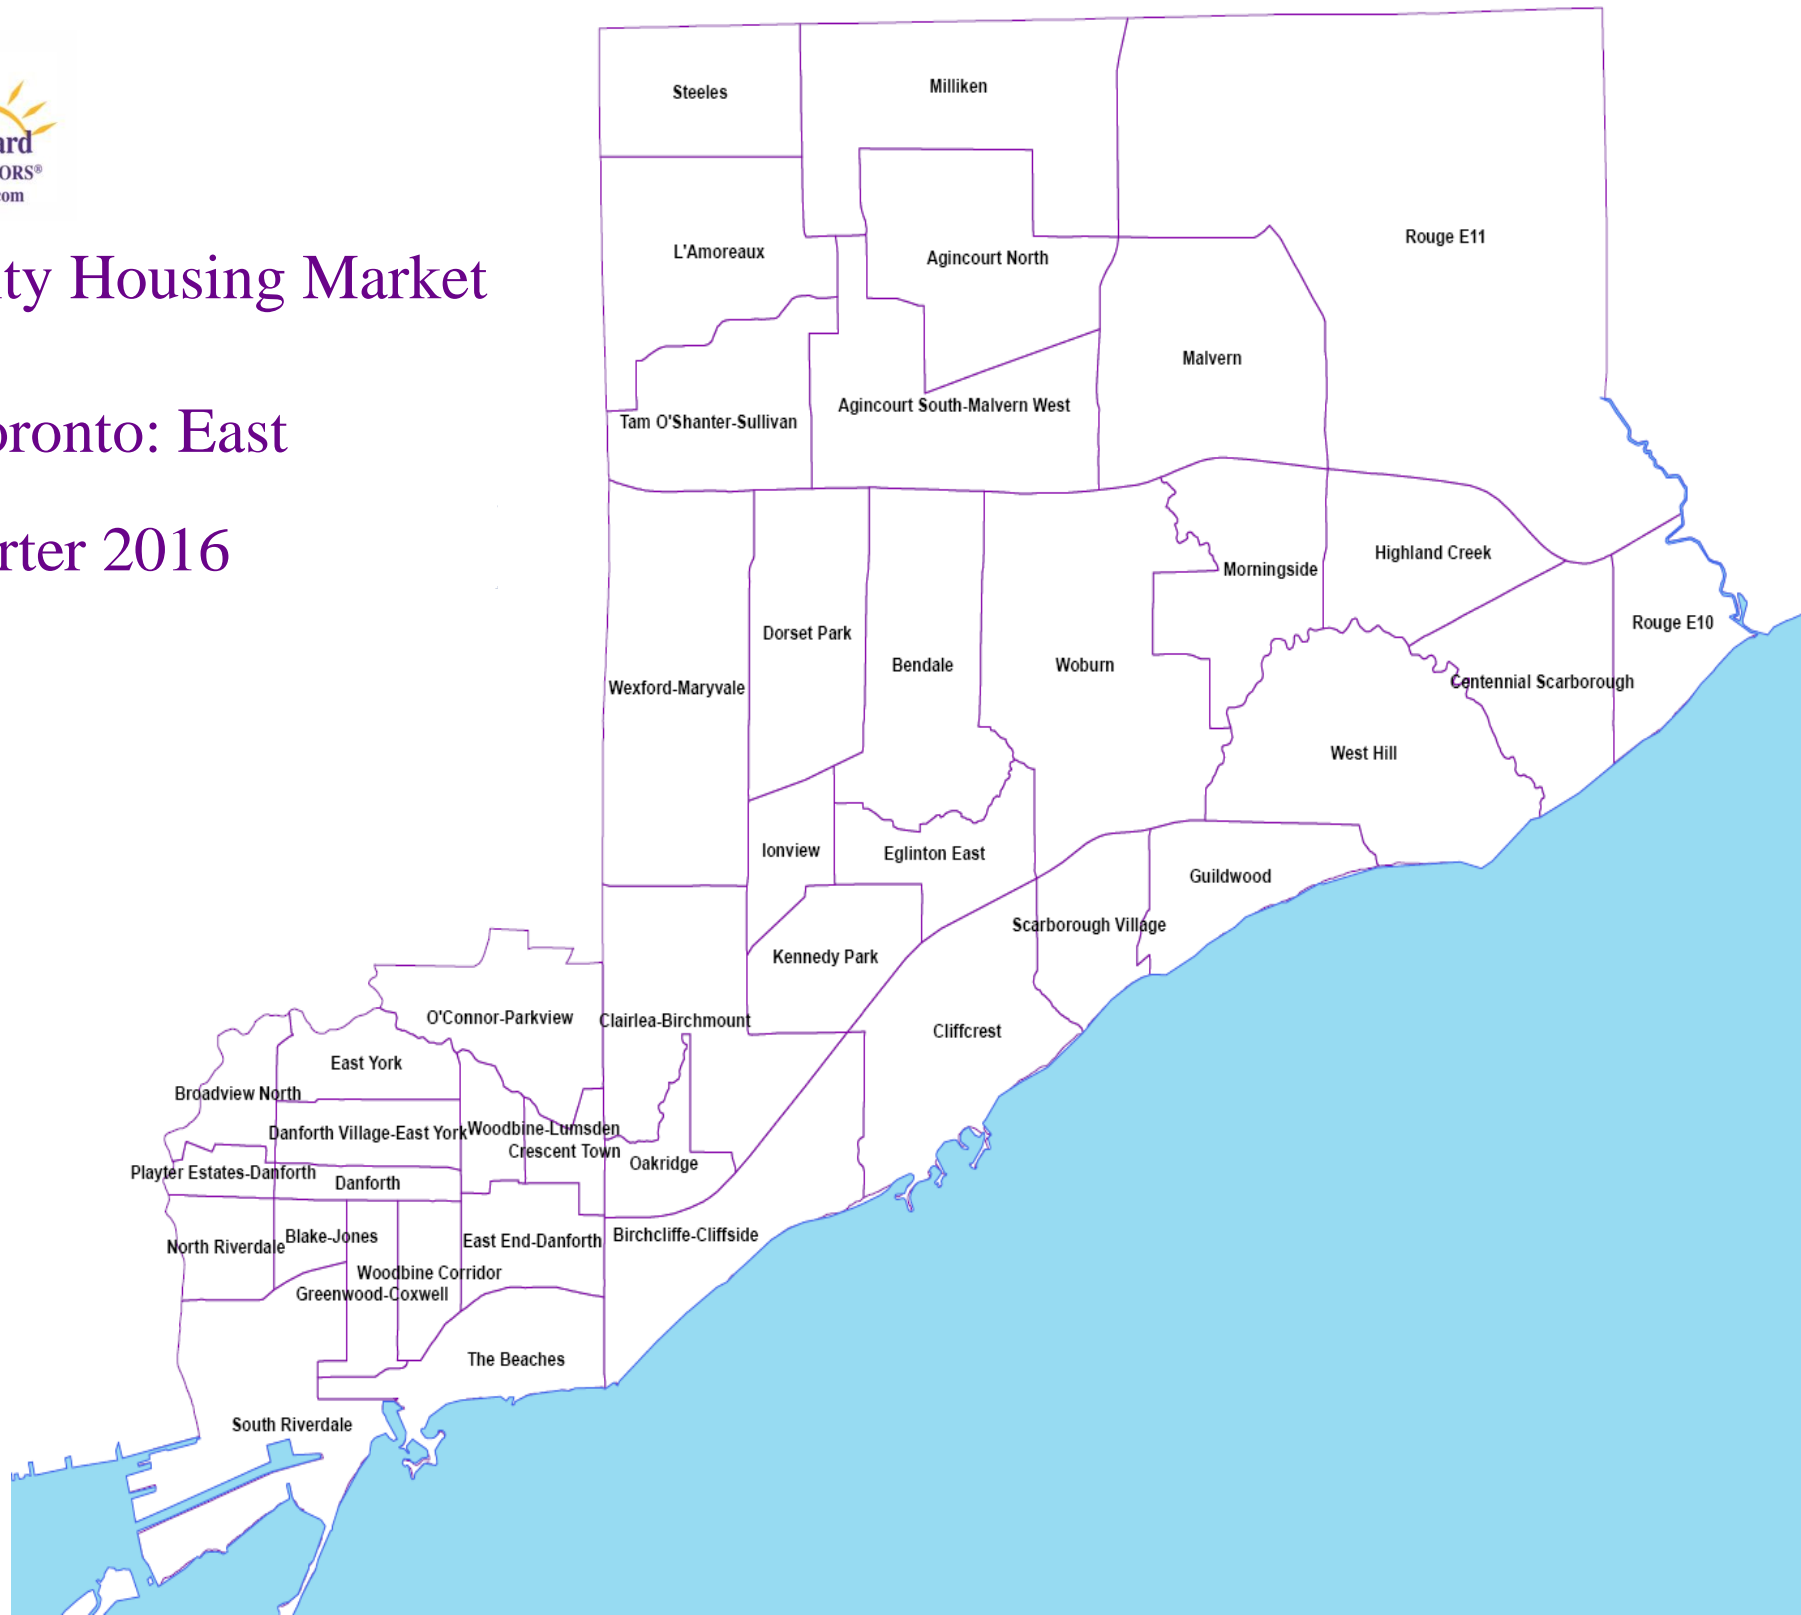 ard
ORS®
com
ity Housing Market
oronto: East
rter 2016
Steeles
Milliken
L'Amoreaux
Agincourt North
Rouge E11
Malvern
Tam O'Shanter-Sullivan
Agincourt South-Malvern West
Highland Creek
Morningside
Rouge E10
Dorset Park
Bendale
Woburn
Wexford-Maryvale
Centennial Scarborough
West Hill
Ionview
Eglinton East
Guildwood
Scarborough Village
Kennedy Park
O'Connor-Parkview
Clairlea-Birchmount
Cliffcrest
East York
Broadview North
Danforth Village-East York
Woodbine-Lumsden
Crescent Town
Oakridge
Playter Estates-Danforth
Danforth
North Riverdale
Blake-Jones
East End-Danforth
Birchcliffe-Cliffside
Woodbine Corridor
Greenwood-Coxwell
The Beaches
South Riverdale